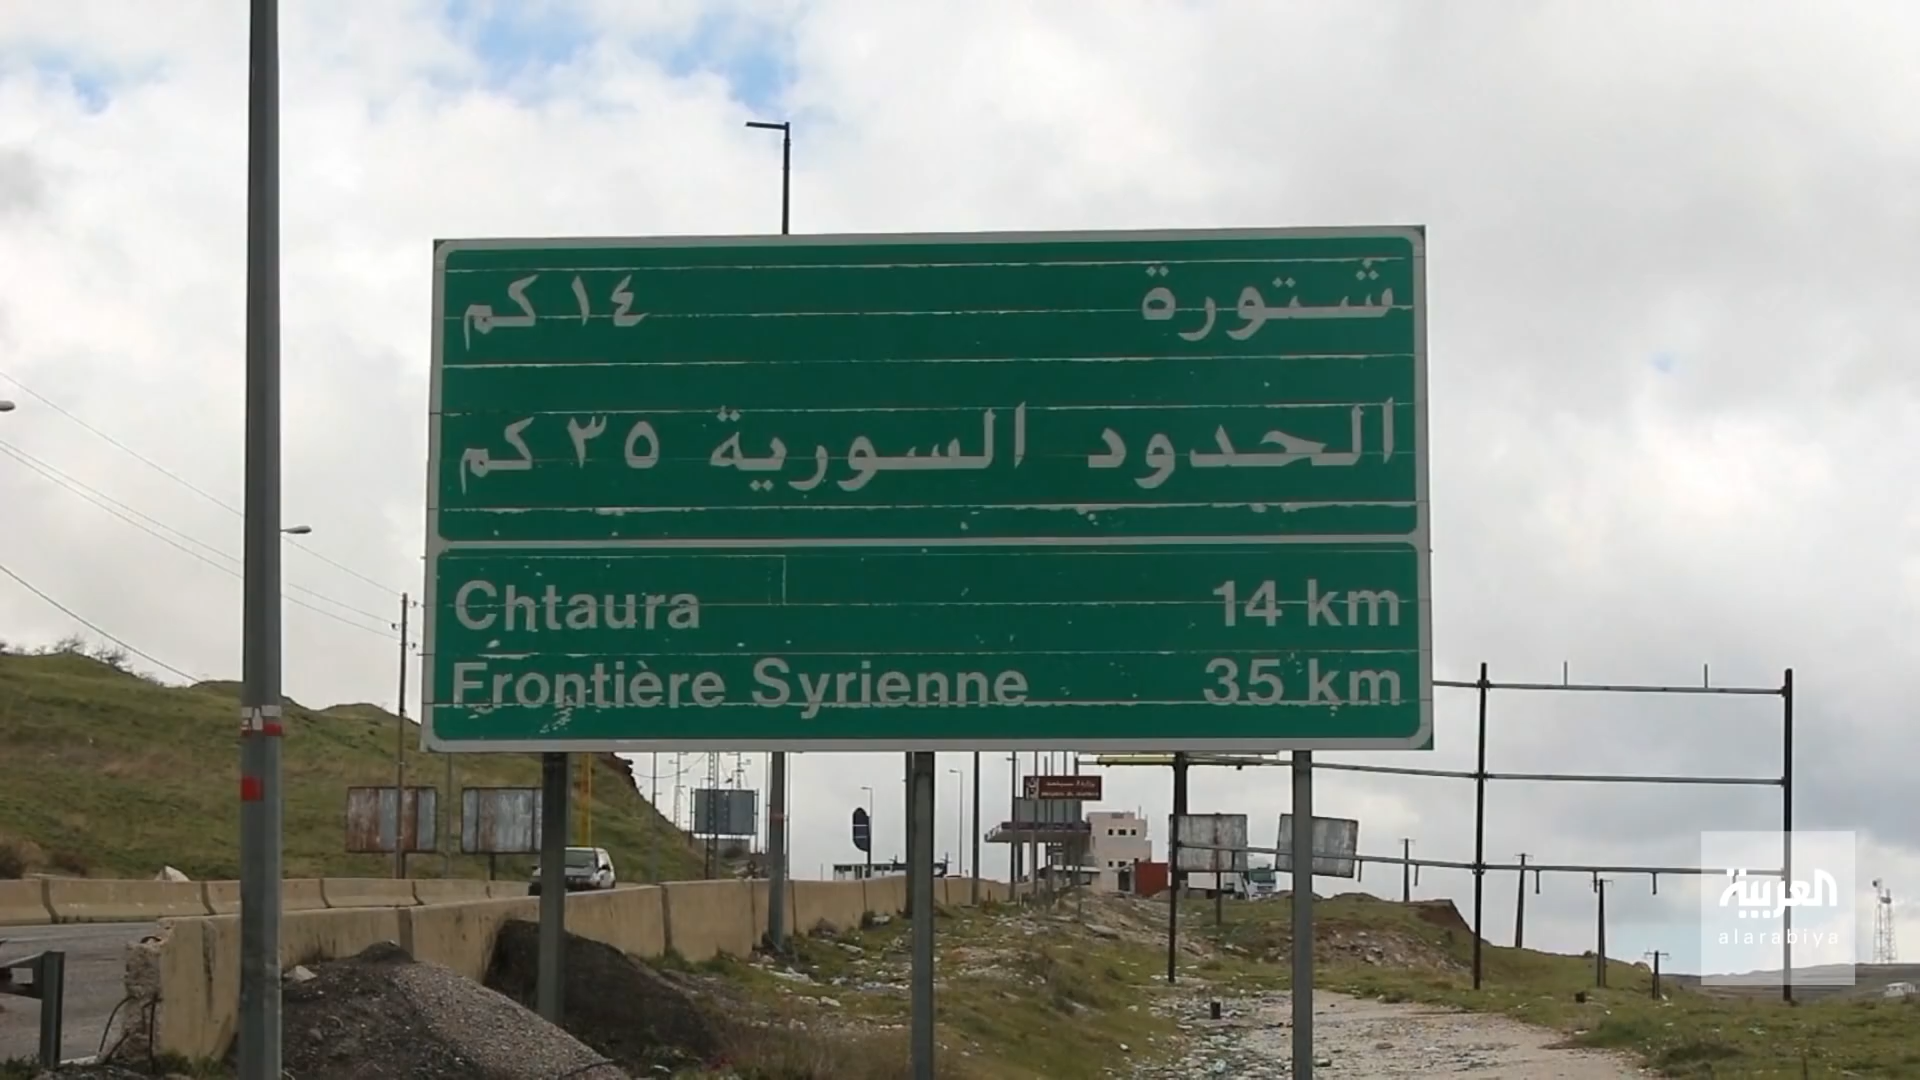 شتورة ١٤ كم
الحدود السورية ٣٥ كم
Chtaura 14 km
Frontière Syrienne 35 km
العربية
alarabiya